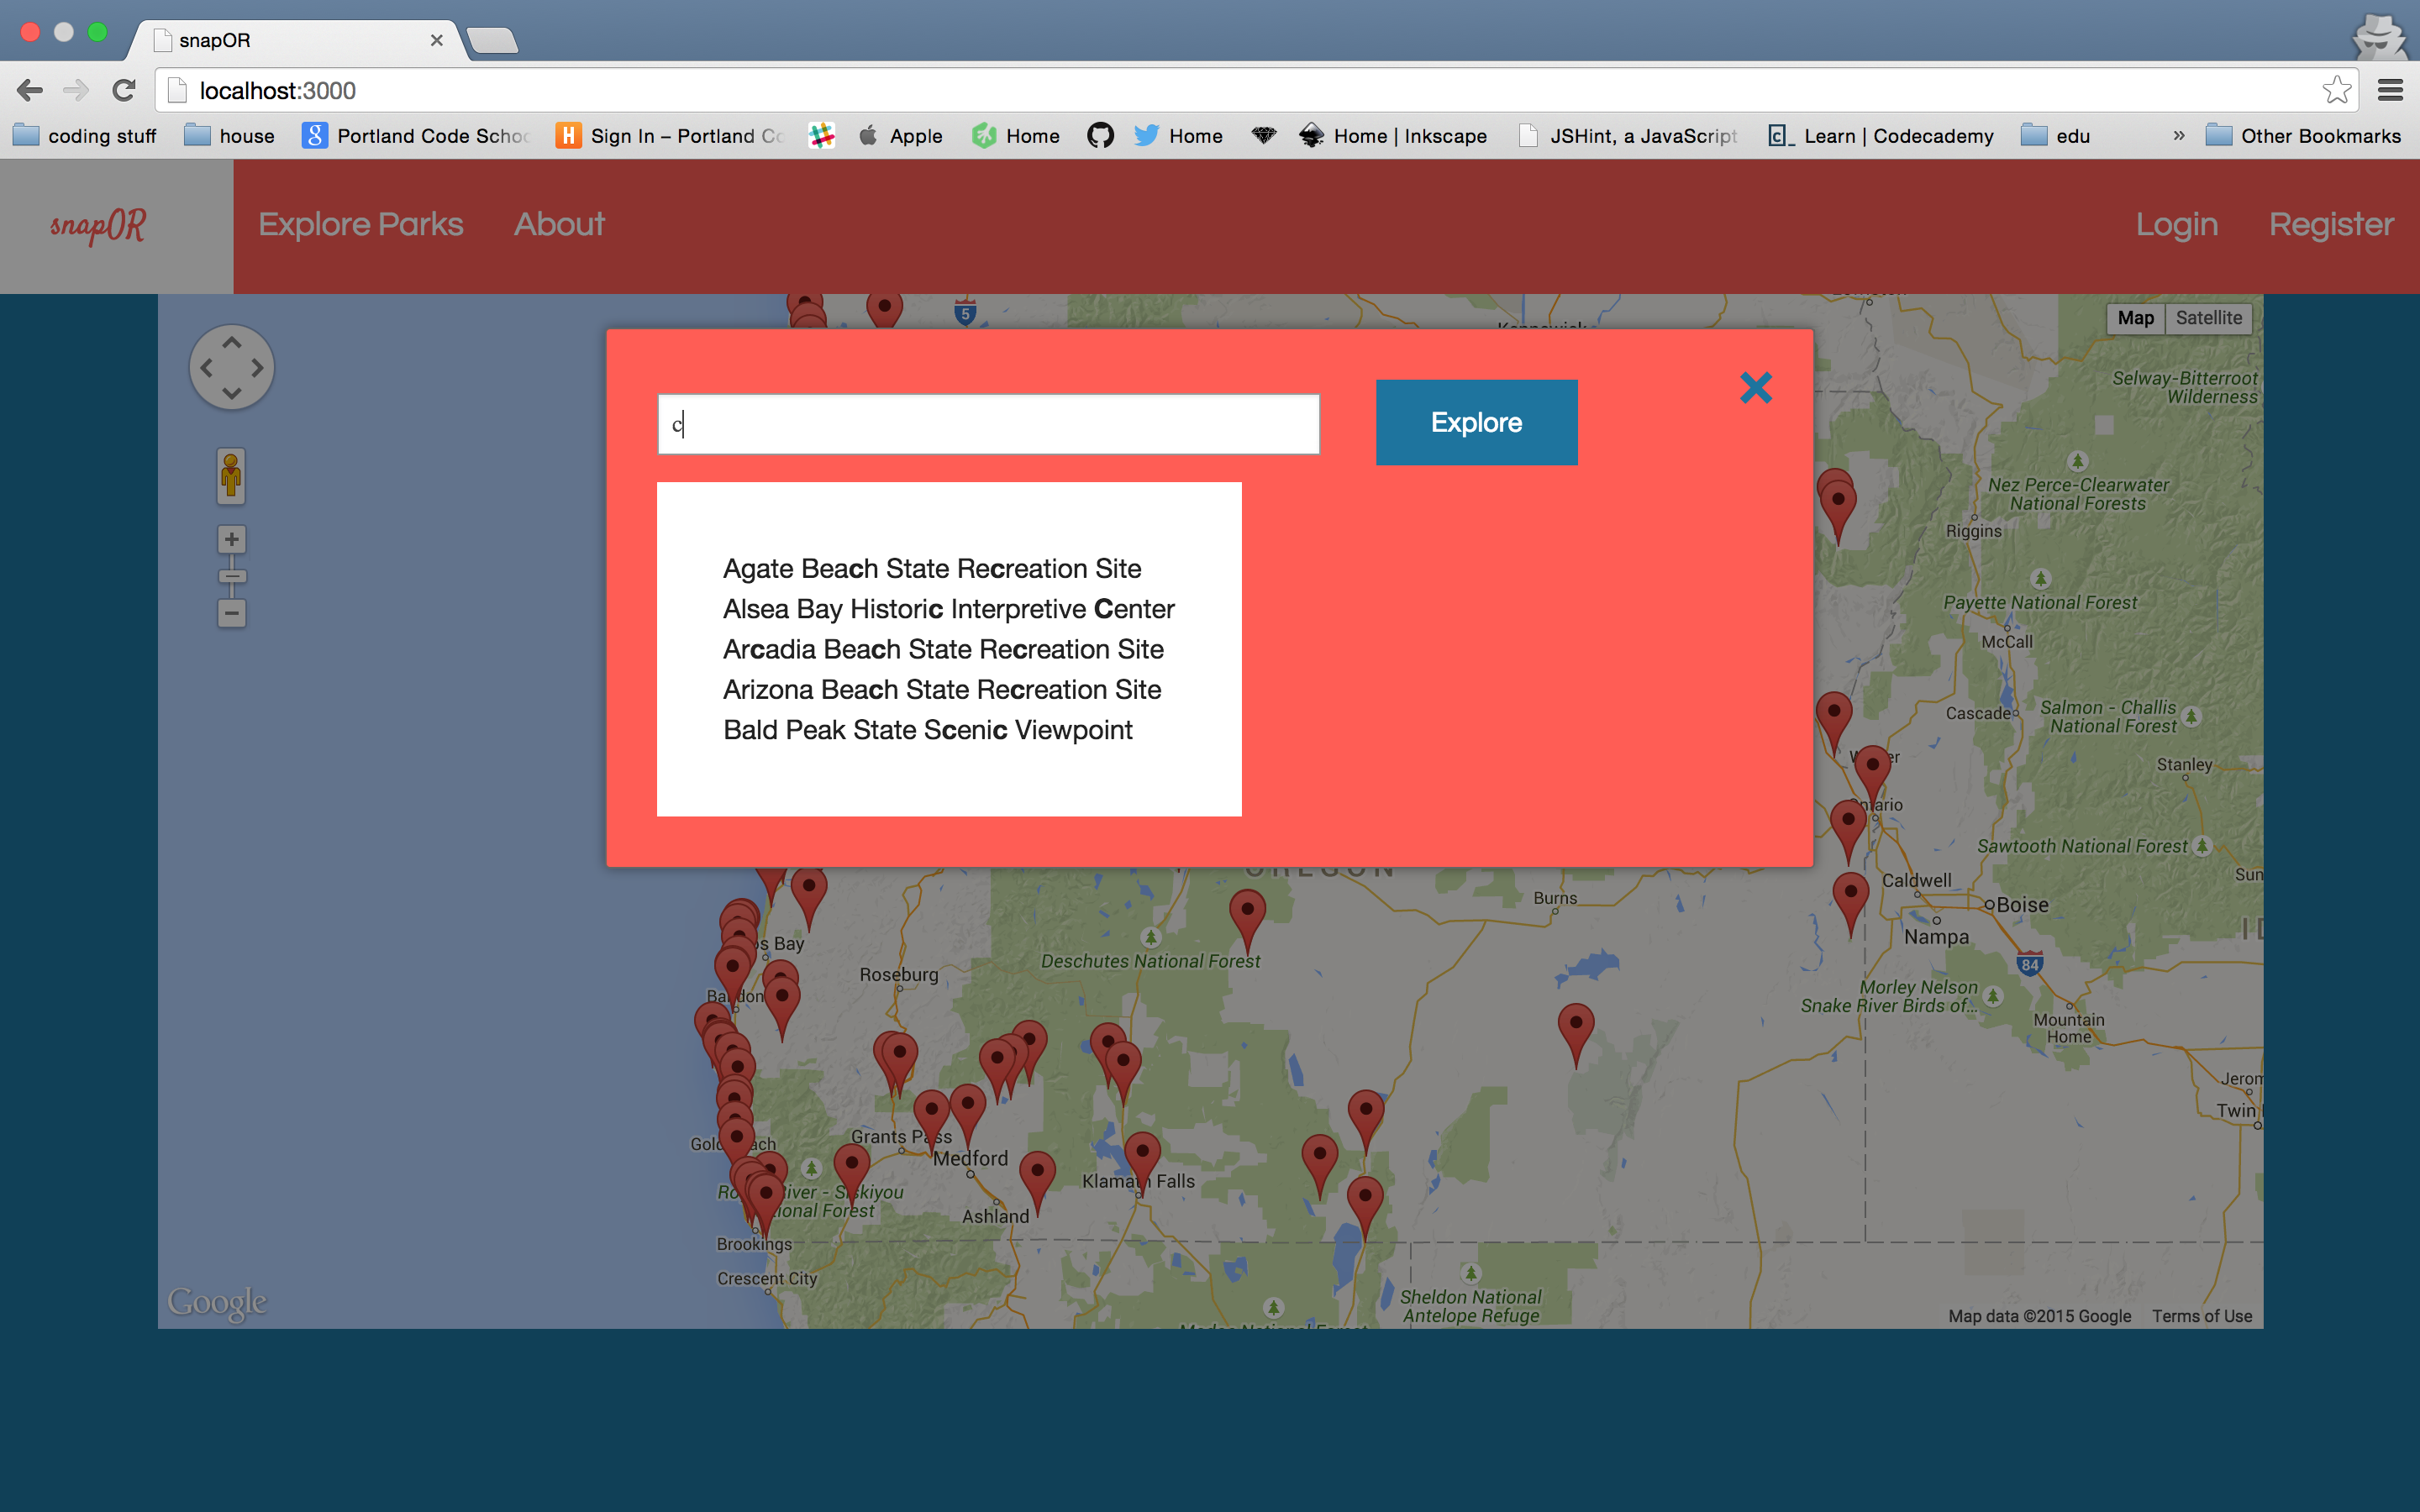 snapOR
localhost:3000
coding stuff house Portland Code Schoo Sign In – Portland Co Apple Home Home Home | Inkscape JSHint, a JavaScript Learn | Codecademy edu » Other Bookmarks
snapOR Explore Parks About Login Register
5
Map Satellite
Selway-Bitterroot
Wilderness
c
Explore
Nez Perce-Clearwater
National Forests
Riggins
Agate Beach State Recreation Site
Alsea Bay Historic Interpretive Center
Arcadia Beach State Recreation Site
Arizona Beach State Recreation Site
Bald Peak State Scenic Viewpoint
Payette National Forest
McCall
Cascade
Salmon - Challis
National Forest
Stanley
Ontario
Sawtooth National Forest
OREGON
Sun
Caldwell
Burns
Boise
Nampa
84
Deschutes National Forest
Roseburg
Bandon
Morley Nelson
Snake River Birds of...
Mountain
Home
Jerom
Twin
Grants Pass
Medford
Klamath Falls
Ashland
Brookings
Crescent City
Sheldon National
Antelope Refuge
Google
Map data ©2015 Google Terms of Use